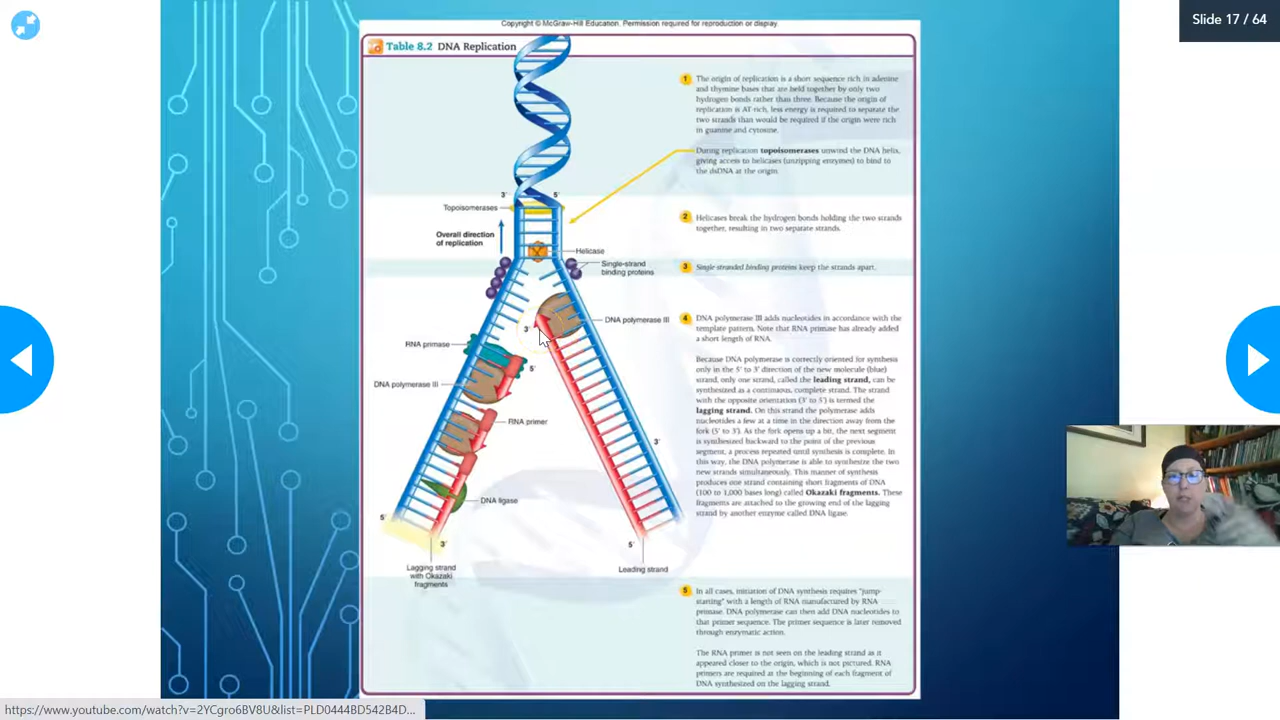 Copyright © McGraw-Hill Education. Permission required for reproduction or display.
Slide 17 / 64
Table 8.2 DNA Replication
1
The origin of replication is a short sequence rich in adenine
and thymine bases that are held together by only two
hydrogen bonds rather than three. Because the origin of
replication is AT-rich, less energy is required to separate the
two strands than would be required if the origin were rich
in guanine and cytosine.
During replication topoisomerases unwind the DNA helix,
giving access to helicases (unzipping enzymes) to bind to
the dsDNA at the origin.
3'
5'
Topoisomerases
Overall direction
of replication
Helicase
Single-strand
binding proteins
2
Helicases break the hydrogen bonds holding the two strands
together, resulting in two separate strands.
3
Single-stranded binding proteins keep the strands apart.
DNA polymerase III
3'
RNA primase
5'
DNA polymerase III
RNA primer
3'
DNA ligase
5'
3'
5'
Lagging strand
with Okazaki
fragments
Leading strand
4
DNA polymerase III adds nucleotides in accordance with the
template pattern. Note that RNA primase has already added
a short length of RNA.
Because DNA polymerase is correctly oriented for synthesis
only in the 5' to 3' direction of the new molecule (blue)
strand, only one strand, called the leading strand, can be
synthesized as a continuous, complete strand. The strand
with the opposite orientation (3' to 5') is termed the
lagging strand. On this strand the polymerase adds
nucleotides a few at a time in the direction away from the
fork (5' to 3'). As the fork opens up a bit, the next segment
is synthesized backward to the point of the previous
segment, a process repeated until synthesis is complete. In
this way, the DNA polymerase is able to synthesize the two
new strands simultaneously. This manner of synthesis
produces one strand containing short fragments of DNA
(100 to 1,000 bases long) called Okazaki fragments. These
fragments are attached to the growing end of the lagging
strand by another enzyme called DNA ligase.
5
In all cases, initiation of DNA synthesis requires "jump-
starting" with a length of RNA manufactured by RNA
primase. DNA polymerase can then add DNA nucleotides to
that primer sequence. The primer sequence is later removed
through enzymatic action.
The RNA primer is not seen on the leading strand as it
appeared closer to the origin, which is not pictured. RNA
primers are required at the beginning of each fragment of
DNA synthesized on the lagging strand.
https://www.youtube.com/watch?v=2YCgro6BV8U&list=PLD0444BD542B4D...